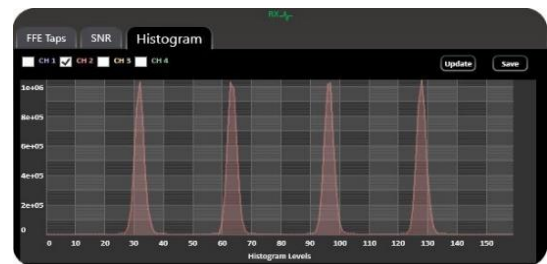 RX
FFE Taps SNR Histogram
CH 1 CH 2 CH 3 CH 4 Update Save
1e+06
8e+05
6e+05
4e+05
2e+05
0
0 10 20 30 40 50 60 70 80 90 100 110 120 130 140 150
Histogram Levels